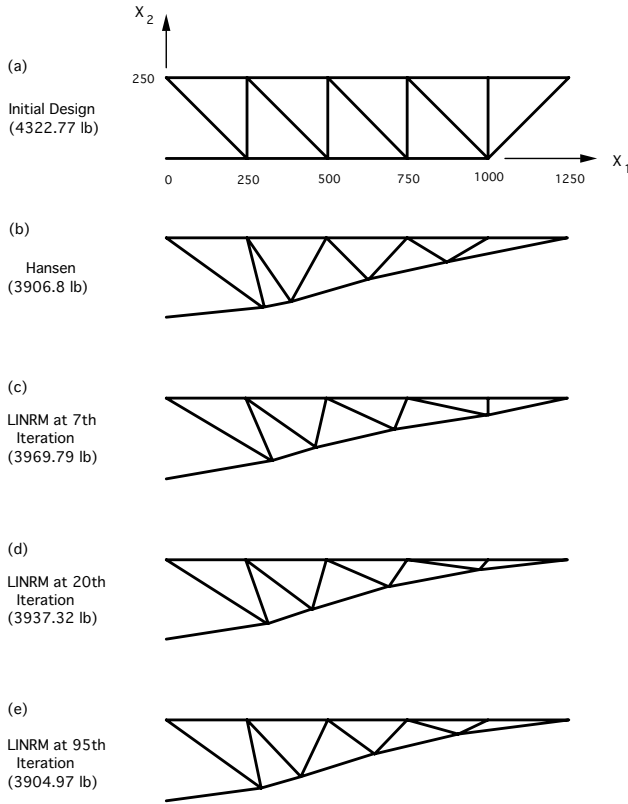 X2
(a)
250
Initial Design
(4322.77 lb)
0
250
500
750
1000
1250
X1
(b)
Hansen
(3906.8 lb)
(c)
LINRM at 7th
Iteration
(3969.79 lb)
(d)
LINRM at 20th
Iteration
(3937.32 lb)
(e)
LINRM at 95th
Iteration
(3904.97 lb)